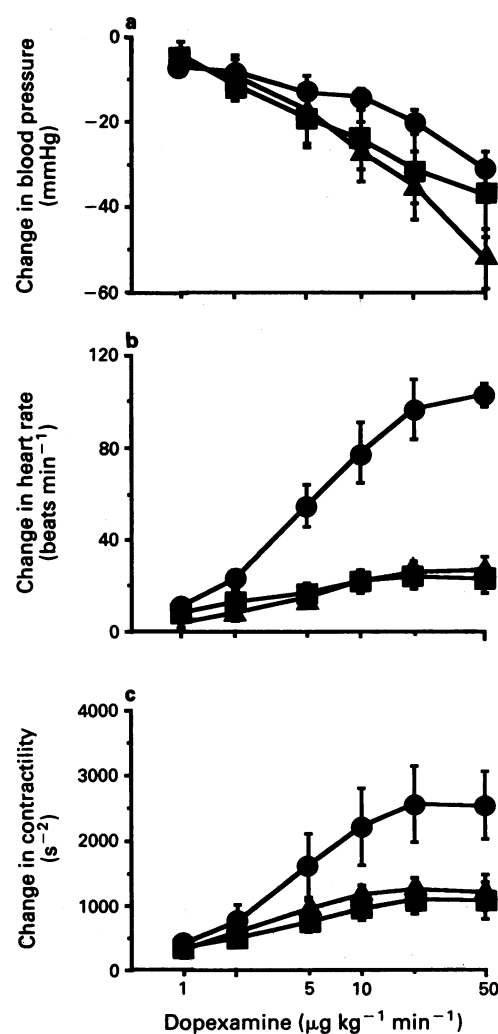 a
Change in blood pressure
(mmHg)
0
−20
−40
−60
b
Change in heart rate
(beats min⁻¹)
120
80
40
0
c
Change in contractility
(s⁻²)
4000
3000
2000
1000
0
1 5 10 50
Dopexamine (μg kg⁻¹ min⁻¹)